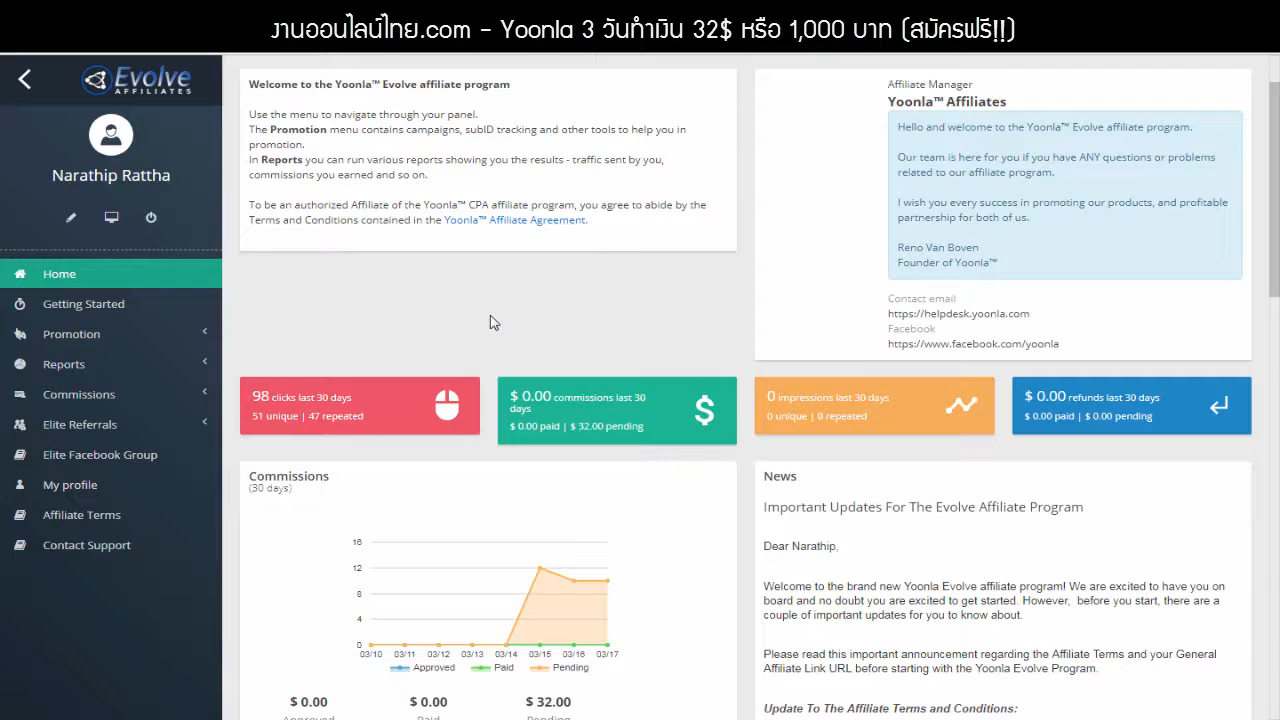 งานออนไลน์ไทย.com - Yoonla 3 วันทำเงิน 32$ หรือ 1,000 บาท (สมัครฟรี!!)
Evolve
AFFILIATES
Narathip Rattha
Home
Getting Started
Promotion
Reports
Commissions
Elite Referrals
Elite Facebook Group
My profile
Affiliate Terms
Contact Support
Welcome to the Yoonla™ Evolve affiliate program
Use the menu to navigate through your panel.
The Promotion menu contains campaigns, subID tracking and other tools to help you in
promotion.
In Reports you can run various reports showing you the results - traffic sent by you,
commissions you earned and so on.
To be an authorized Affiliate of the Yoonla™ CPA affiliate program, you agree to abide by the
Terms and Conditions contained in the Yoonla™ Affiliate Agreement.
Affiliate Manager
Yoonla™ Affiliates
Hello and welcome to the Yoonla™ Evolve affiliate program.
Our team is here for you if you have ANY questions or problems
related to our affiliate program.
I wish you every success in promoting our products, and profitable
partnership for both of us.
Reno Van Boven
Founder of Yoonla™
Contact email
https://helpdesk.yoonla.com
Facebook
https://www.facebook.com/yoonla
98 clicks last 30 days
51 unique | 47 repeated
$ 0.00 commissions last 30
days
$ 0.00 paid | $ 32.00 pending
0 impressions last 30 days
0 unique | 0 repeated
$ 0.00 refunds last 30 days
$ 0.00 paid | $ 0.00 pending
Commissions
(30 days)
16
12
8
4
0
03/10 03/11 03/12 03/13 03/14 03/15 03/16 03/17
Approved Paid Pending
$ 0.00 $ 0.00 $ 32.00
Approved Paid Pending
News
Important Updates For The Evolve Affiliate Program
Dear Narathip,
Welcome to the brand new Yoonla Evolve affiliate program! We are excited to have you on
board and no doubt you are excited to get started. However, before you start, there are a
couple of important updates for you to know about.
Please read this important announcement regarding the Affiliate Terms and your General
Affiliate Link URL before starting with the Yoonla Evolve Program.
Update To The Affiliate Terms and Conditions: